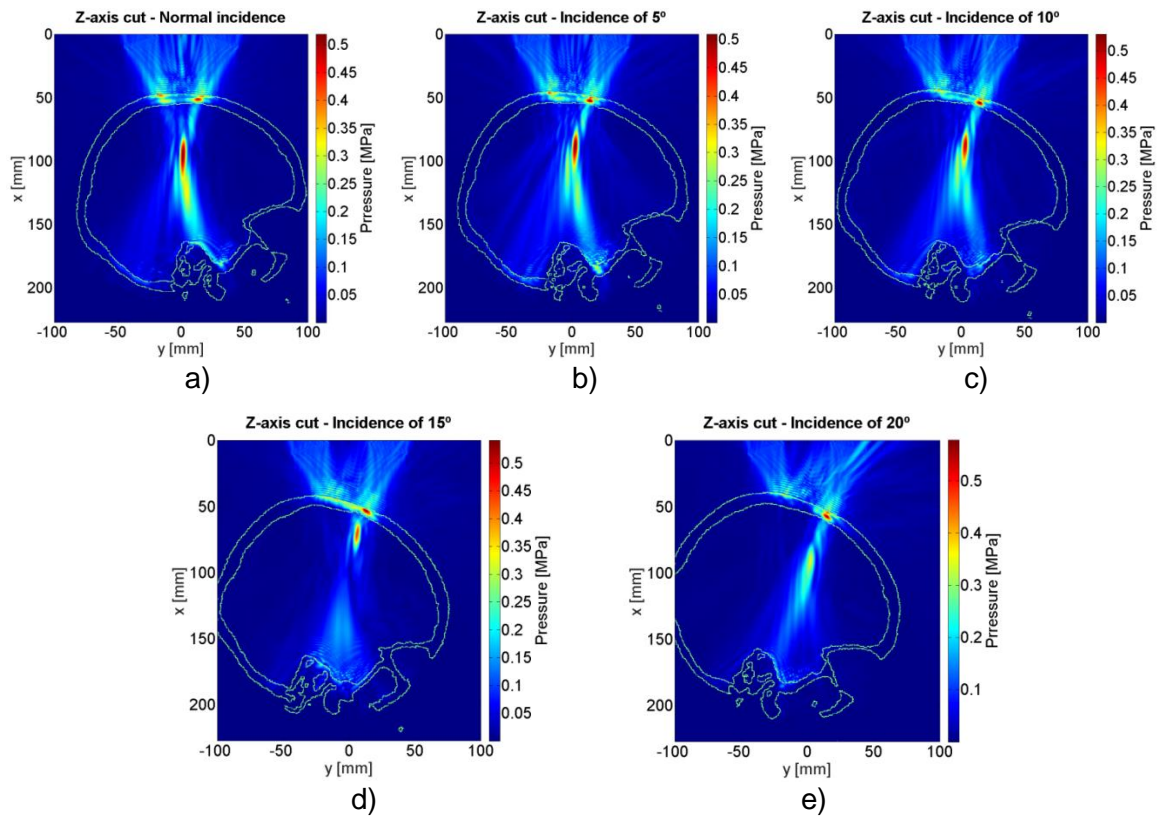 Z-axis cut - Normal incidence
0
50
100
150
200
x [mm]
-100 -50 0 50 100
y [mm]
0.5
0.45
0.4
0.35
0.3
0.25
0.2
0.15
0.1
0.05
Prressure [MPa]
a)
Z-axis cut - Incidence of 5º
0
50
100
150
200
x [mm]
-100 -50 0 50 100
y [mm]
0.5
0.45
0.4
0.35
0.3
0.25
0.2
0.15
0.1
0.05
Prressure [MPa]
b)
Z-axis cut - Incidence of 10º
0
50
100
150
200
x [mm]
-100 -50 0 50 100
y [mm]
0.5
0.45
0.4
0.35
0.3
0.25
0.2
0.15
0.1
0.05
Prressure [MPa]
c)
Z-axis cut - Incidence of 15º
0
50
100
150
200
x [mm]
-100 -50 0 50 100
y [mm]
0.5
0.45
0.4
0.35
0.3
0.25
0.2
0.15
0.1
0.05
Pressure [MPa]
d)
Z-axis cut - Incidence of 20º
0
50
100
150
200
x [mm]
-100 -50 0 50 100
y [mm]
0.5
0.4
0.3
0.2
0.1
Prressure [MPa]
e)